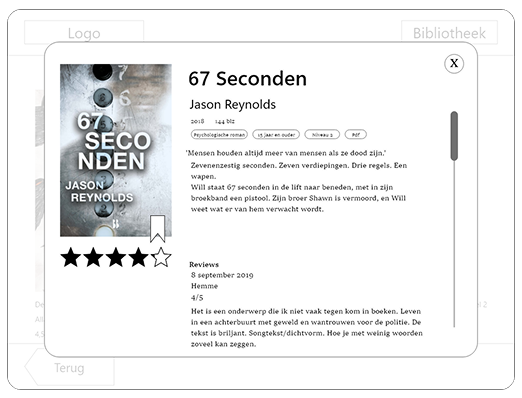 Logo
Bibliotheek
X
67
SECO
NDEN
JASON
REYNOLDS
67 Seconden
Jason Reynolds
2018 144 blz
Psychologische roman 15 jaar en ouder Niveau 2 Pdf
'Mensen houden altijd meer van mensen als ze dood zijn.'
Zevenenzestig seconden. Zeven verdiepingen. Drie regels. Een
wapen.
Will staat 67 seconden in de lift naar beneden, met in zijn
broekband een pistool. Zijn broer Shawn is vermoord, en Will
weet wat er van hem verwacht wordt.
Reviews
8 september 2019
Hemme
4/5
Het is een onderwerp die ik niet vaak tegen kom in boeken. Leven
in een achterbuurt met geweld en wantrouwen voor de politie. De
tekst is briljant. Songtekst/dichtvorm. Hoe je met weinig woorden
zoveel kan zeggen.
Terug